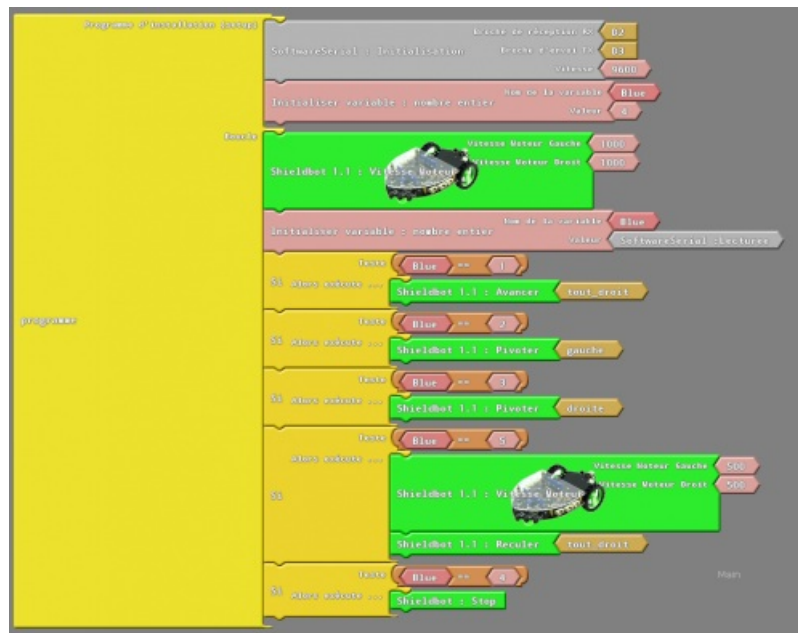 Programme d'installation (setup)
Broche de réception RX D2
SoftwareSerial : Initialisation Broche d'envoi TX D3
Vitesse 9600
Nom de la variable Blue
Initialiser variable : nombre entier
Valeur 4
Boucle
Vitesse Moteur Gauche 1000
Vitesse Moteur Droit 1000
Shieldbot 1.1 : Vitesse Moteur
Nom de la variable Blue
Initialiser variable : nombre entier
Valeur SoftwareSerial :Lecturee
Teste Blue == 1
Si Alors exécute ... Shieldbot 1.1 : Avancer tout_droit
programme
Teste Blue == 2
Si Alors exécute ... Shieldbot 1.1 : Pivoter gauche
Teste Blue == 3
Si Alors exécute ... Shieldbot 1.1 : Pivoter droite
Teste Blue == 5
Alors exécute ...
Vitesse Moteur Gauche 500
Vitesse Moteur Droit 500
Si Shieldbot 1.1 : Vitesse Moteur
Shieldbot 1.1 : Reculer tout_droit
Teste Blue == 4
Main
Si Alors exécute ... Shieldbot : Stop